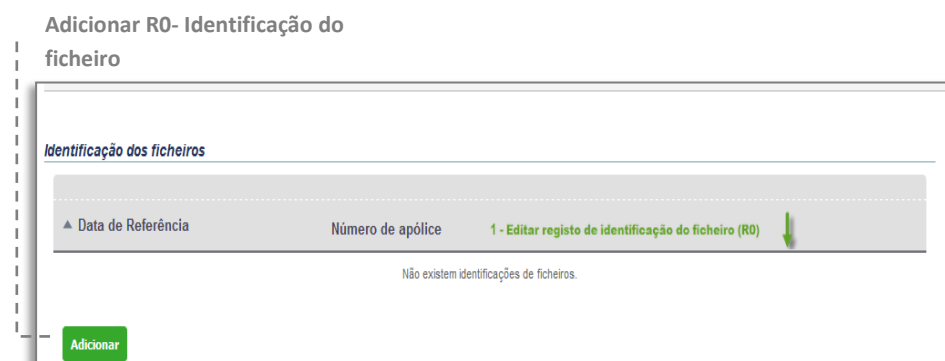 Adicionar R0- Identificação do
ficheiro
Identificação dos ficheiros
Data de Referência
Número de apólice
1 - Editar registo de identificação do ficheiro (R0)
Não existem identificações de ficheiros.
Adicionar